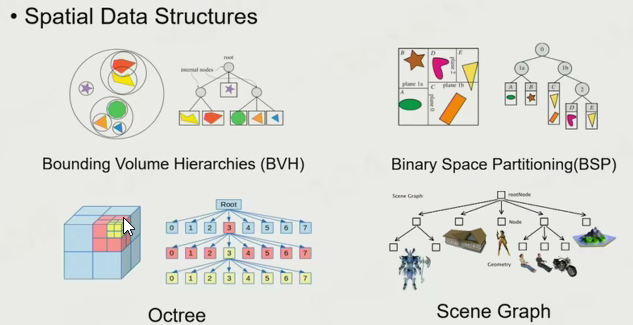 • Spatial Data Structures
root
internal nodes
Bounding Volume Hierarchies (BVH)
B
D
E
plane 2
plane 1a
plane 1b
A
C
plane 0
0
1a
1b
A
B
C
2
D
E
Binary Space Partitioning(BSP)
Root
0 1 2 3 4 5 6 7
0 1 2 3 4 5 6 7
0 1 2 3 4 5 6 7
Octree
Scene Graph:
rootNode
Node
Geometry
Scene Graph